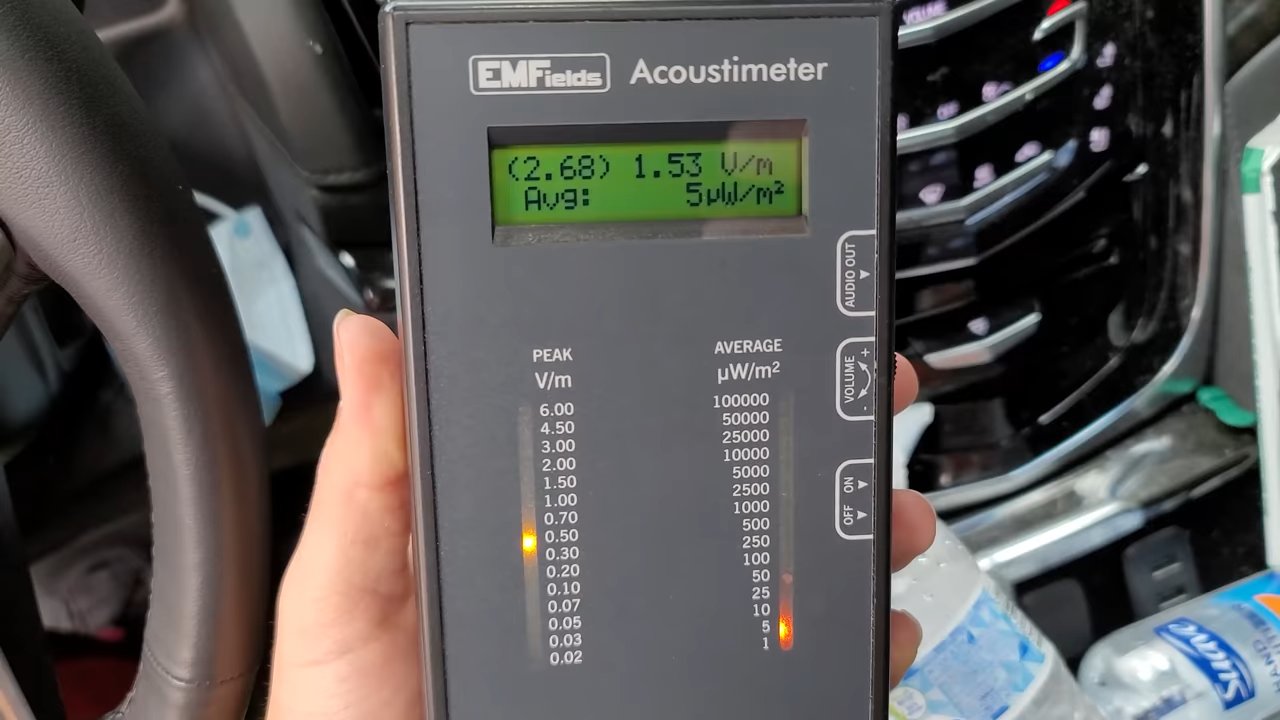 VOLUME
EMFields Acoustimeter
(2.68) 1.53 V/m
Avg: 5µW/m²
AUDIO OUT
PEAK
V/m
6.00
4.50
3.00
2.00
1.50
1.00
0.70
0.50
0.30
0.20
0.10
0.07
0.05
0.03
0.02
AVERAGE
µW/m²
100000
50000
25000
10000
5000
2500
1000
500
250
100
50
25
10
5
1
- VOLUME +
OFF ON
Suave
HAND